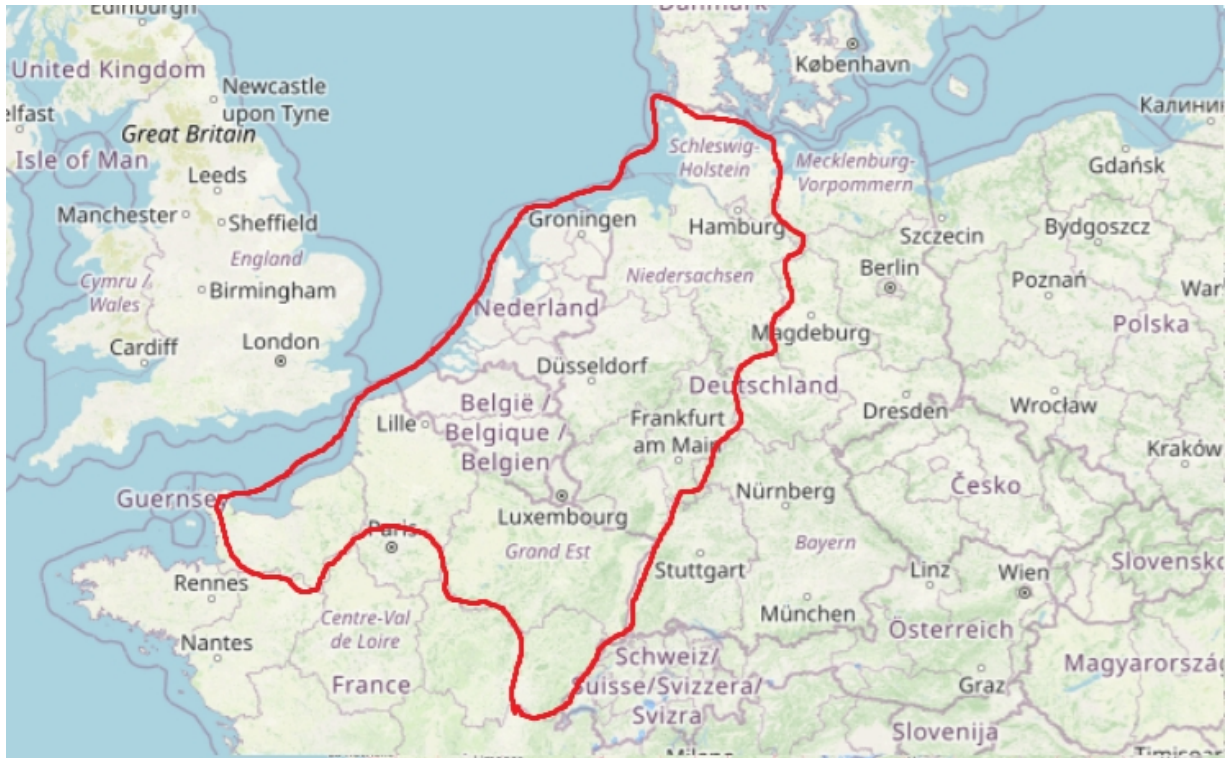 Edinburgh
Danmark
København
United Kingdom
Newcastle
upon Tyne
elfast
Great Britain
Isle of Man
Калинин
Schleswig-
Holstein
Mecklenburg-
Vorpommern
Gdańsk
Leeds
Manchester
Sheffield
Groningen
Hamburg
Szczecin
Bydgoszcz
England
Cymru /
Wales
Birmingham
Niedersachsen
Berlin
Poznań
War
Nederland
Magdeburg
Polska
Cardiff
London
Düsseldorf
Deutschland
België /
Belgique /
Belgien
Lille
Frankfurt
am Main
Dresden
Wrocław
Kraków
Guernsey
Nürnberg
Česko
Luxembourg
Paris
Grand Est
Bayern
Stuttgart
Slovensko
Rennes
Linz
Wien
München
Centre-Val
de Loire
Nantes
Österreich
Schweiz/
Suisse/Svizzera/
Svizra
France
Magyarorszá
Graz
Slovenija
Milano